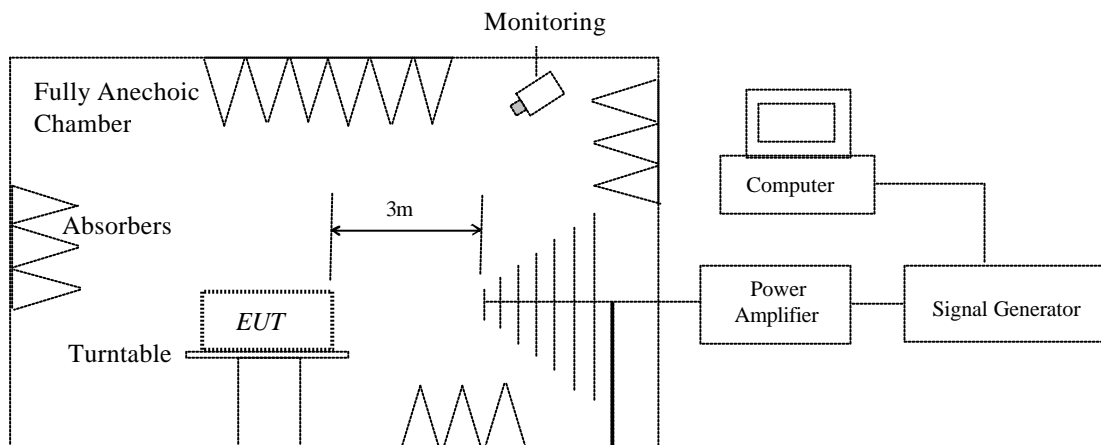 Monitoring
Fully Anechoic
Chamber
Absorbers
3m
Computer
EUT
Power
Amplifier
Signal Generator
Turntable